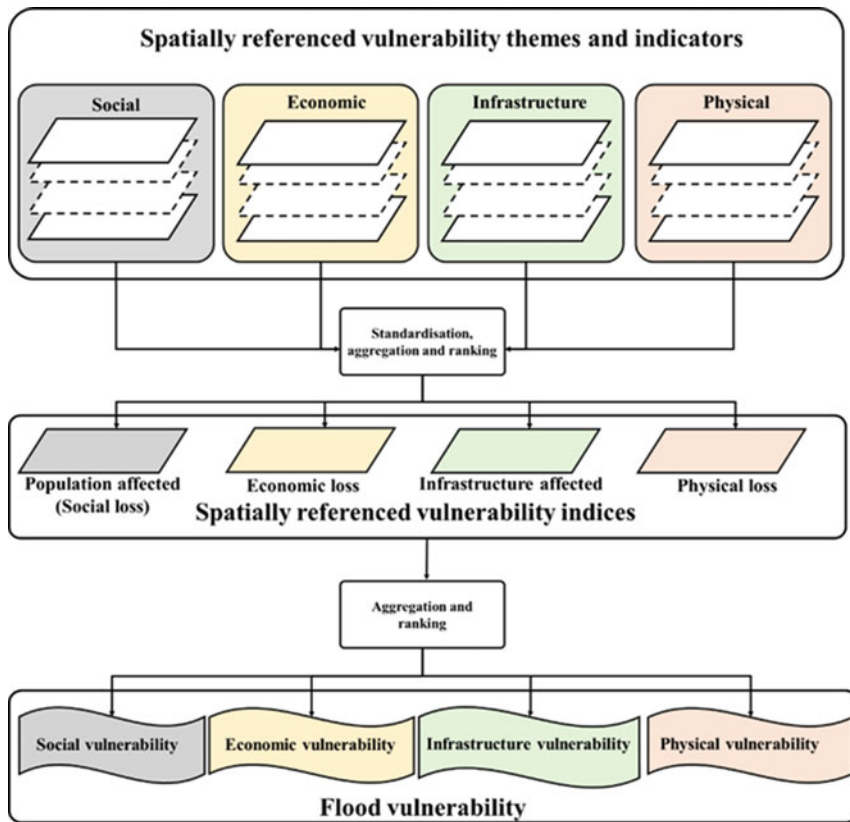 Spatially referenced vulnerability themes and indicators
Social
Economic
Infrastructure
Physical
Standardisation,
aggregation and ranking
Population affected
(Social loss)
Economic loss
Infrastructure affected
Physical loss
Spatially referenced vulnerability indices
Aggregation and
ranking
Social vulnerability
Economic vulnerability
Infrastructure vulnerability
Physical vulnerability
Flood vulnerability